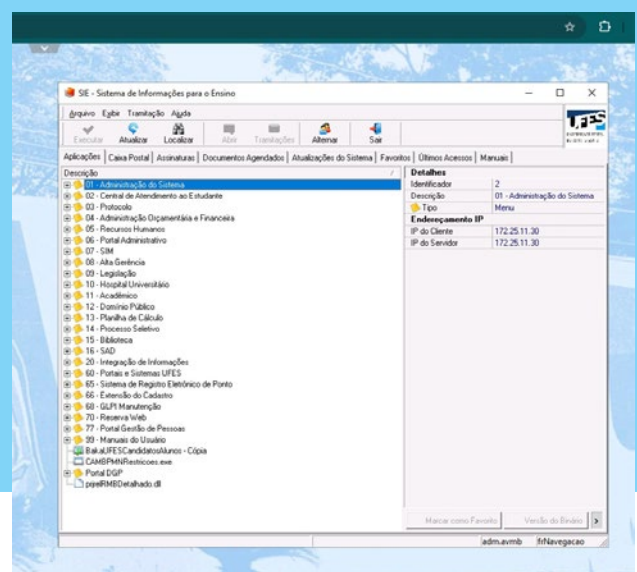 SIE - Sistema de Informações para o Ensino
Arquivo Exibir Tramitação Ajuda
Executar Atualizar Localizar Abrir Tramitações Alternar Sair
UFES
Aplicações Caixa Postal Assinaturas Documentos Agendados Atualizações do Sistema Favoritos Últimos Acessos Manuais
Descrição
01 - Administração do Sistema
02 - Central de Atendimento ao Estudante
03 - Protocolo
04 - Administração Orçamentária e Financeira
05 - Recursos Humanos
06 - Portal Administrativo
07 - SIM
08 - Alta Gerência
09 - Legislação
10 - Hospital Universitário
11 - Acadêmico
12 - Domínio Público
13 - Planilha de Cálculo
14 - Processo Seletivo
15 - Biblioteca
16 - SAD
20 - Integração de Informações
60 - Portais e Sistemas UFES
65 - Sistema de Registro Eletrônico de Ponto
66 - Extensão do Cadastro
68 - GLPI Manutenção
70 - Reserva Web
77 - Portal Gestão de Pessoas
99 - Manuais do Usuário
BakaUFESCandidatosAlunos - Cópia
CAMBPMNRestricoes.exe
Portal DGP
prjrelRMBDetalhado.dll
Detalhes
Identificador 2
Descrição 01 - Administração do Sistema
Tipo Menu
Endereçamento IP
IP do Cliente 172.25.11.30
IP do Servidor 172.25.11.30
Marcar como Favorito Versão do Binário >
adm.avmb frNavegacao